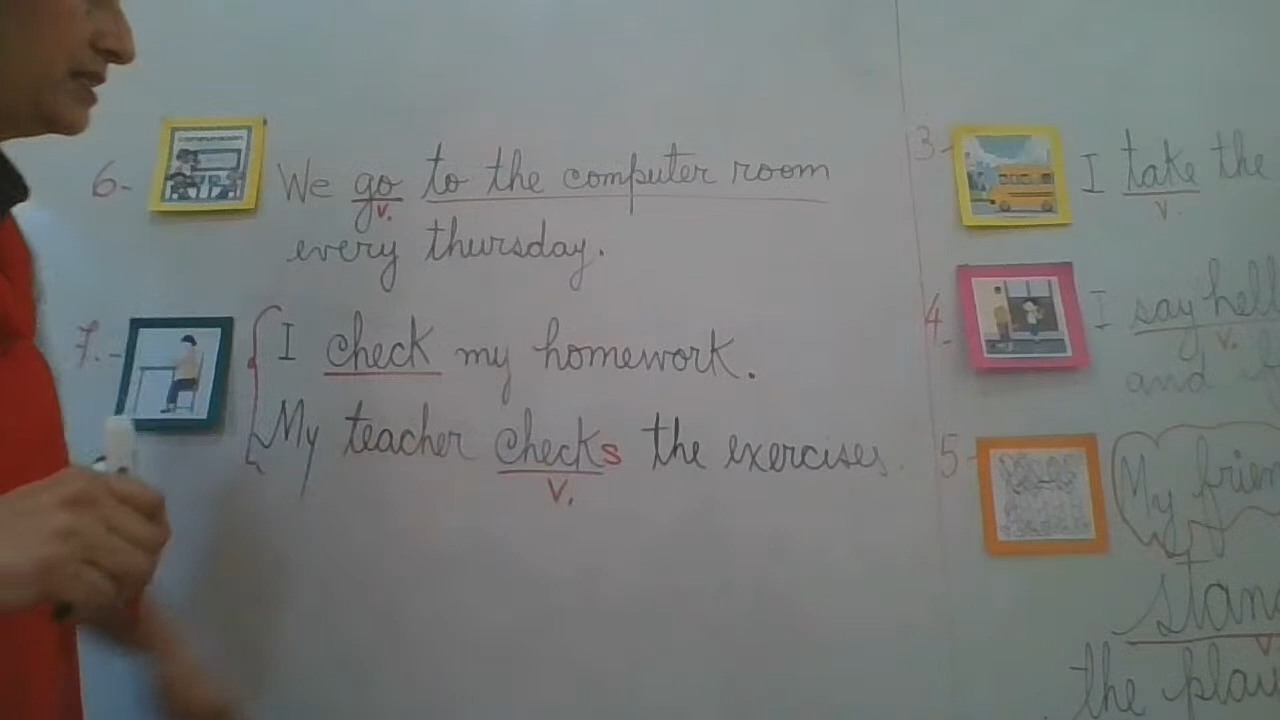 6- We go to the computer room
v.
every thursday.
7.- I check my homework.
My teacher checks the exercises.
v.
3- I take the
v.
4- I say
v.
and
5- My
v.
the